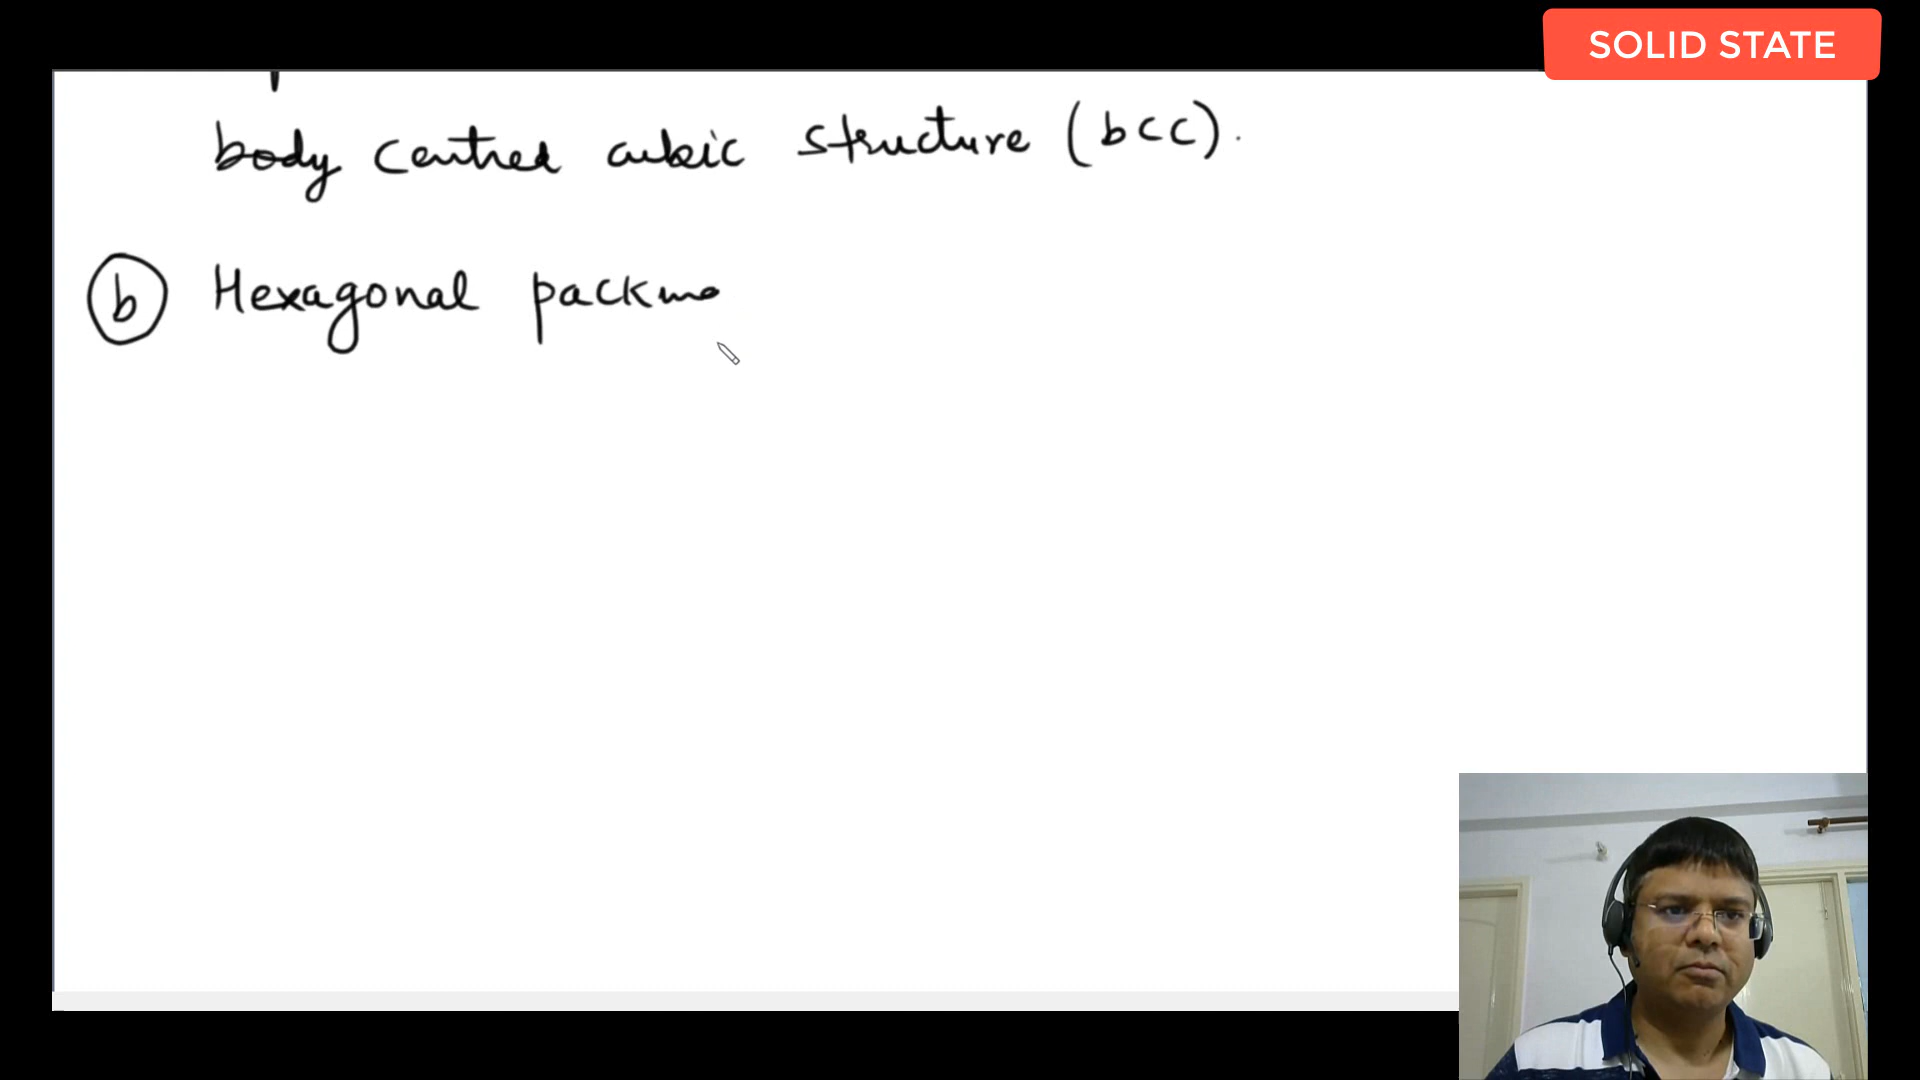 SOLID STATE
body centred cubic structure (bcc).
b Hexagonal packing